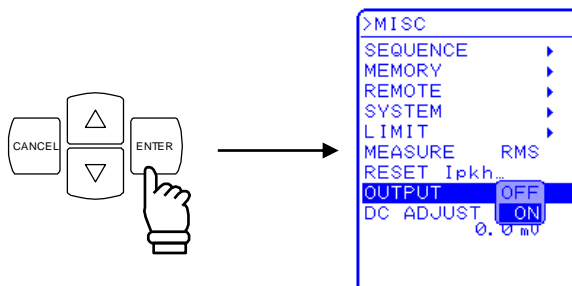 CANCEL
ENTER
>MISC
SEQUENCE
MEMORY
REMOTE
SYSTEM
LIMIT
MEASURE RMS
RESET Ipkh…
OUTPUT OFF
DC ADJUST ON
0.0 mV